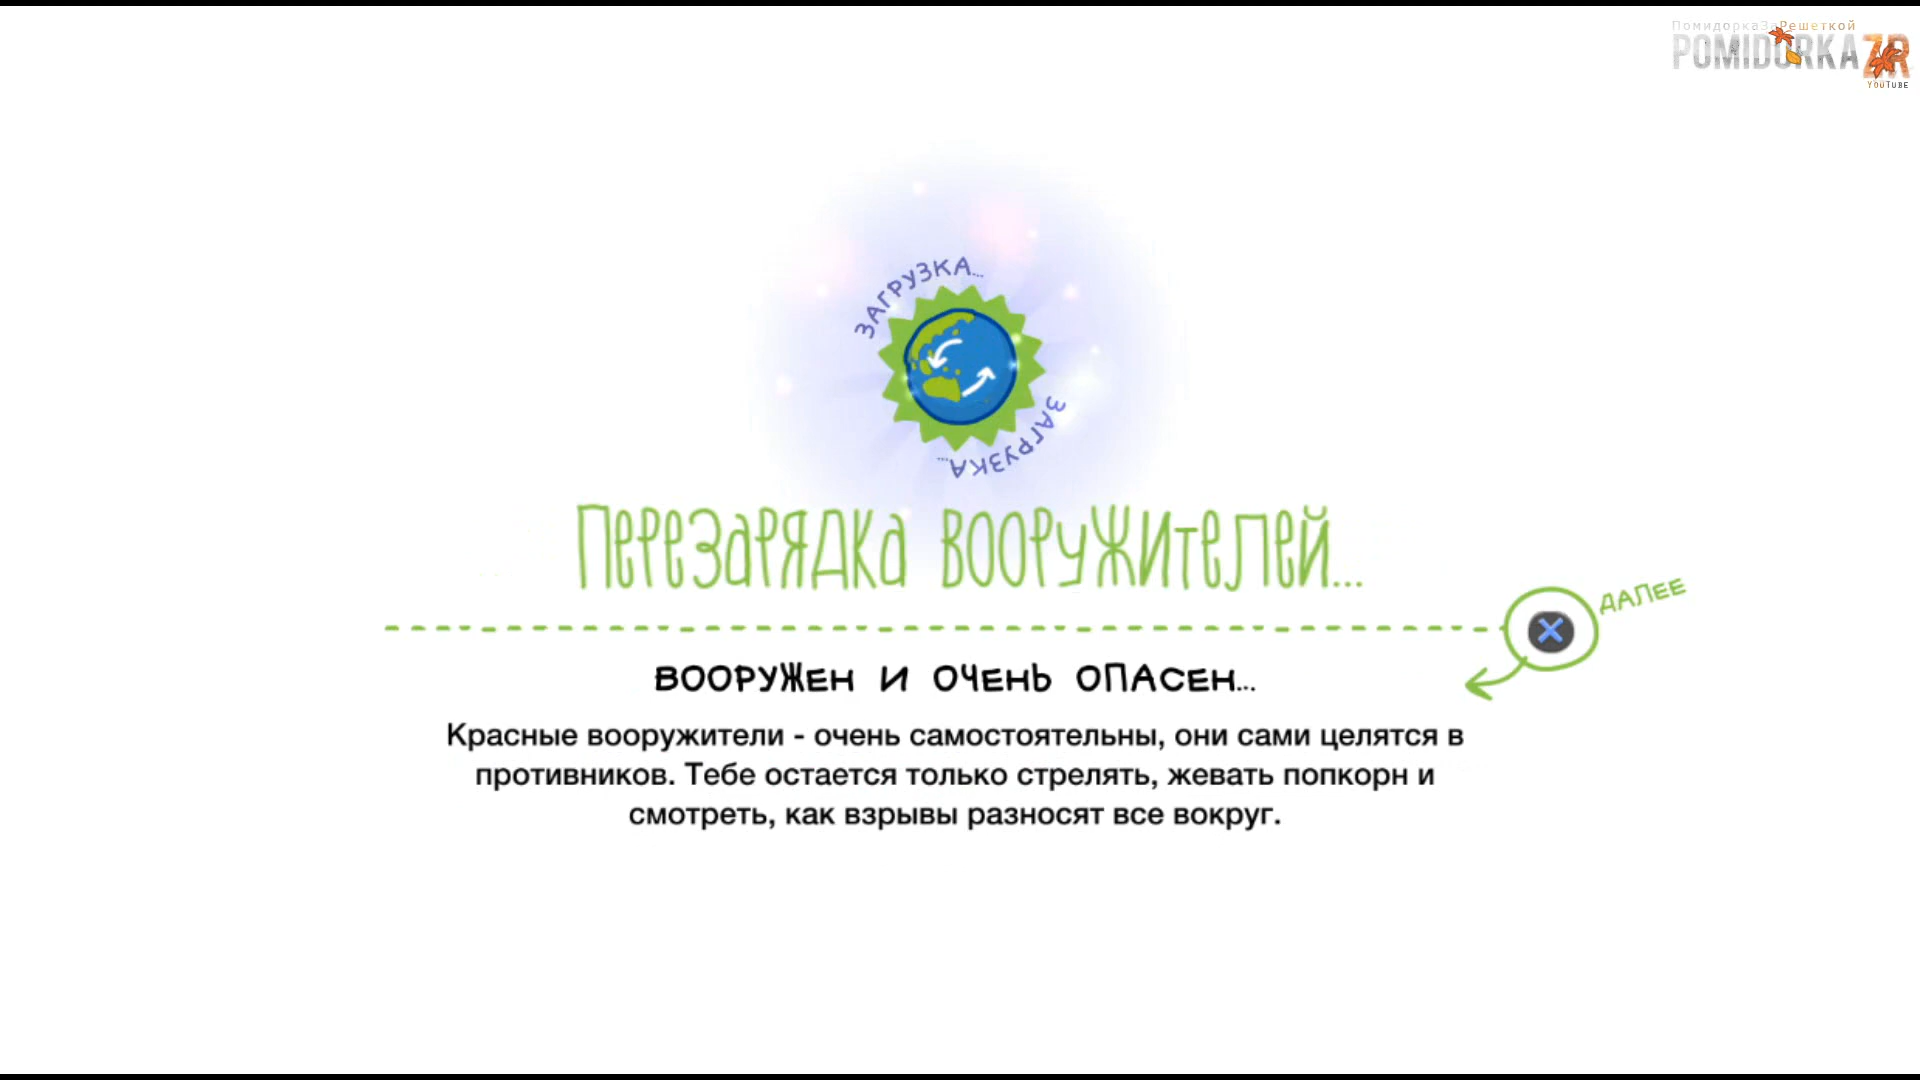 ПомидоркаЗаРешеткой
POMIDORKAZR
YOUTUBE
ЗАГРУЗКА...
ЗАГРУЗКА...
Перезарядка вооружителей...
ДАЛЕЕ
ВООРУЖЕН И ОЧЕНЬ ОПАСЕН...
Красные вооружители - очень самостоятельны, они сами целятся в
противников. Тебе остается только стрелять, жевать попкорн и
смотреть, как взрывы разносят все вокруг.